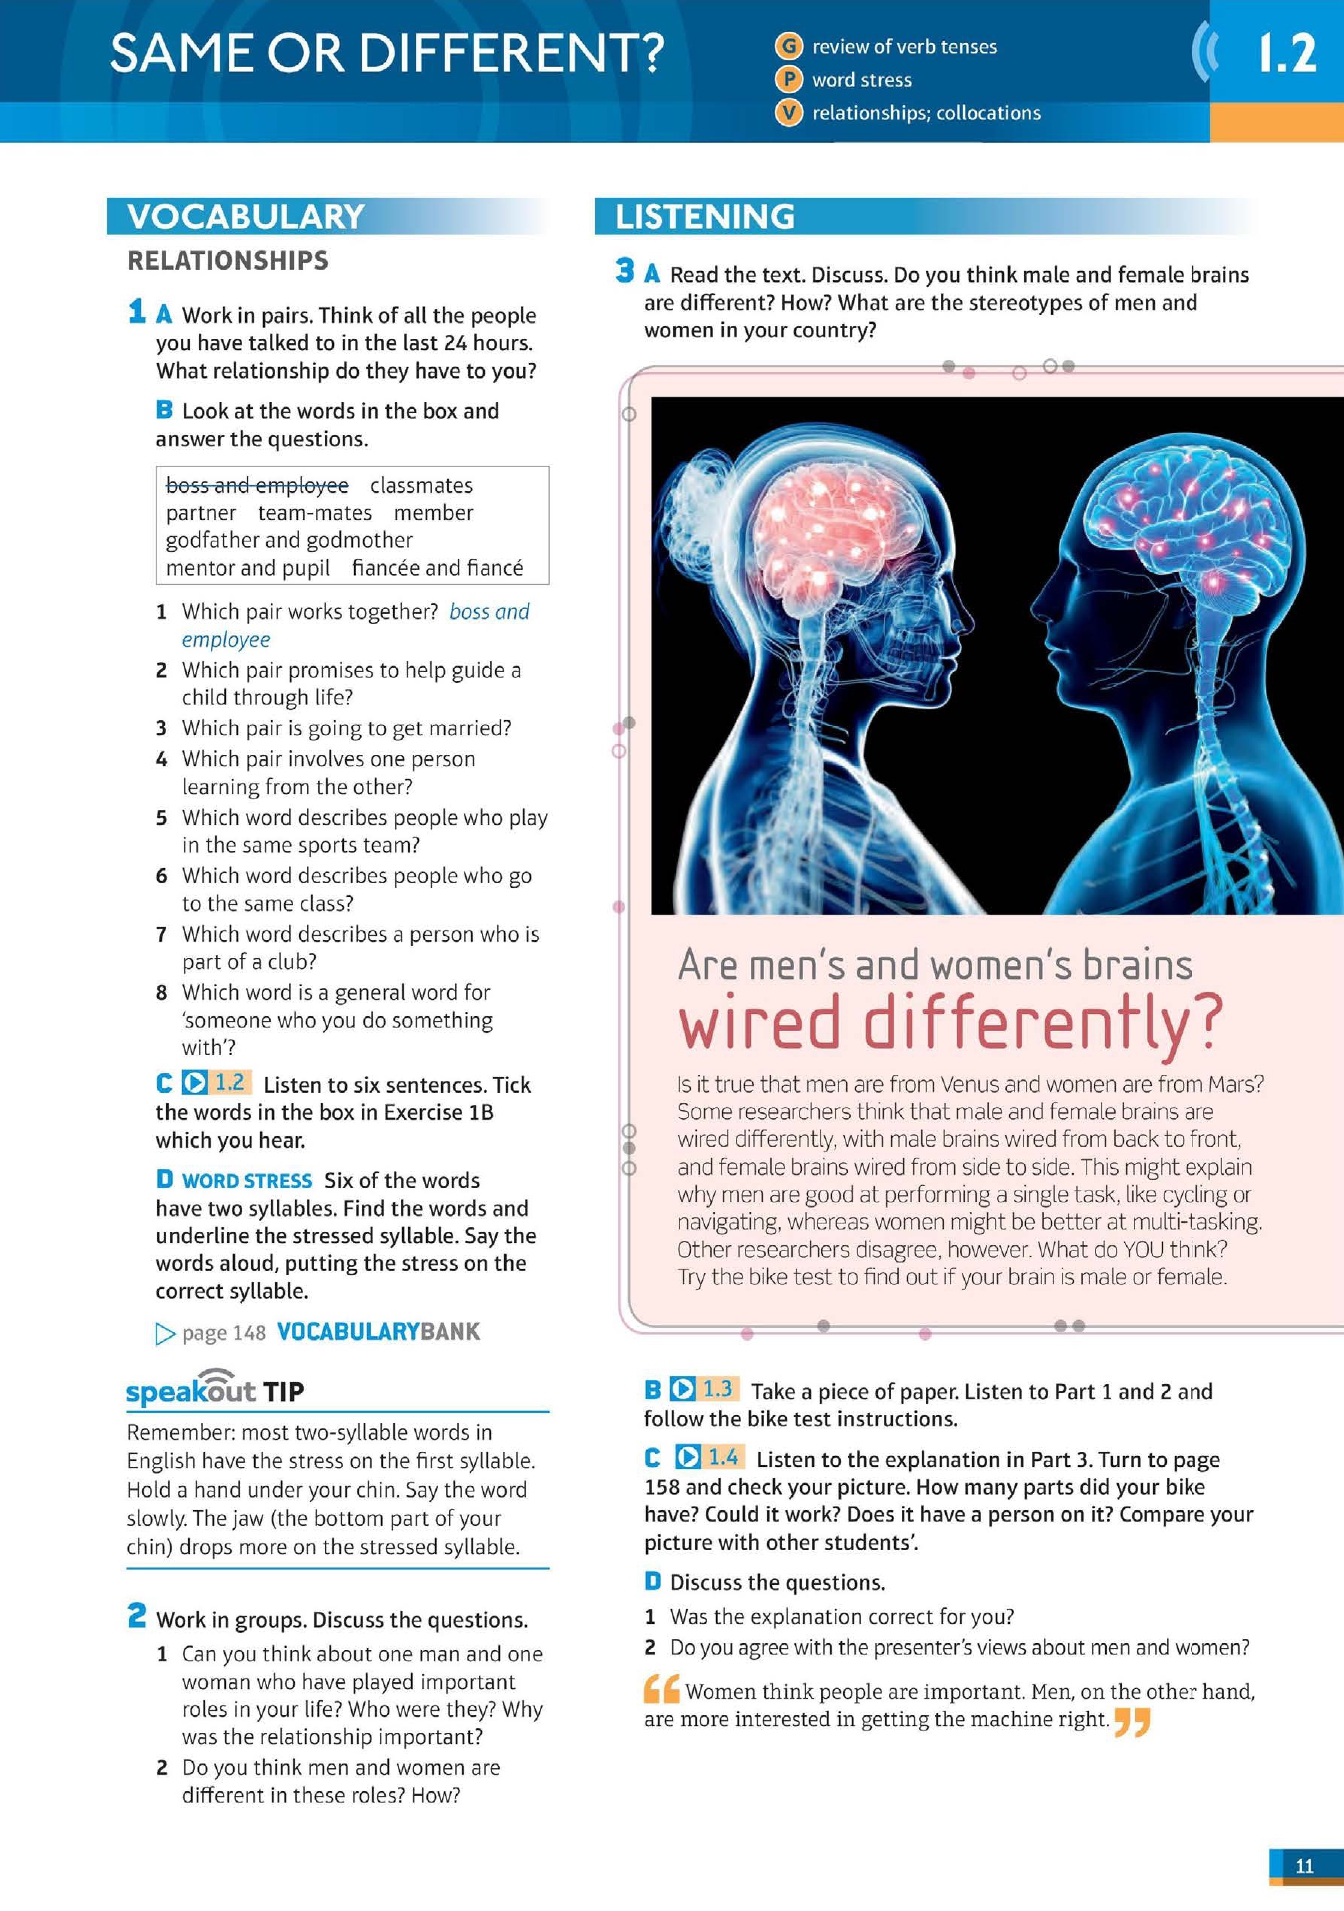 SAME OR DIFFERENT?
G review of verb tenses
P word stress
V relationships; collocations
1.2
VOCABULARY
RELATIONSHIPS
1 A Work in pairs. Think of all the people
you have talked to in the last 24 hours.
What relationship do they have to you?
B Look at the words in the box and
answer the questions.
boss and employee classmates
partner team-mates member
godfather and godmother
mentor and pupil fiancée and fiancé
1 Which pair works together? boss and
employee
2 Which pair promises to help guide a
child through life?
3 Which pair is going to get married?
4 Which pair involves one person
learning from the other?
5 Which word describes people who play
in the same sports team?
6 Which word describes people who go
to the same class?
7 Which word describes a person who is
part of a club?
8 Which word is a general word for
‘someone who you do something
with’?
C 1.2 Listen to six sentences. Tick
the words in the box in Exercise 1B
which you hear.
D WORD STRESS Six of the words
have two syllables. Find the words and
underline the stressed syllable. Say the
words aloud, putting the stress on the
correct syllable.
page 148 VOCABULARYBANK
speakout TIP
Remember: most two-syllable words in
English have the stress on the first syllable.
Hold a hand under your chin. Say the word
slowly. The jaw (the bottom part of your
chin) drops more on the stressed syllable.
2 Work in groups. Discuss the questions.
1 Can you think about one man and one
woman who have played important
roles in your life? Who were they? Why
was the relationship important?
2 Do you think men and women are
different in these roles? How?
LISTENING
3 A Read the text. Discuss. Do you think male and female brains
are different? How? What are the stereotypes of men and
women in your country?
Are men's and women's brains
wired differently?
Is it true that men are from Venus and women are from Mars?
Some researchers think that male and female brains are
wired differently, with male brains wired from back to front,
and female brains wired from side to side. This might explain
why men are good at performing a single task, like cycling or
navigating, whereas women might be better at multi-tasking.
Other researchers disagree, however. What do YOU think?
Try the bike test to find out if your brain is male or female.
B 1.3 Take a piece of paper. Listen to Part 1 and 2 and
follow the bike test instructions.
C 1.4 Listen to the explanation in Part 3. Turn to page
158 and check your picture. How many parts did your bike
have? Could it work? Does it have a person on it? Compare your
picture with other students’.
D Discuss the questions.
1 Was the explanation correct for you?
2 Do you agree with the presenter’s views about men and women?
“Women think people are important. Men, on the other hand,
are more interested in getting the machine right.”
11